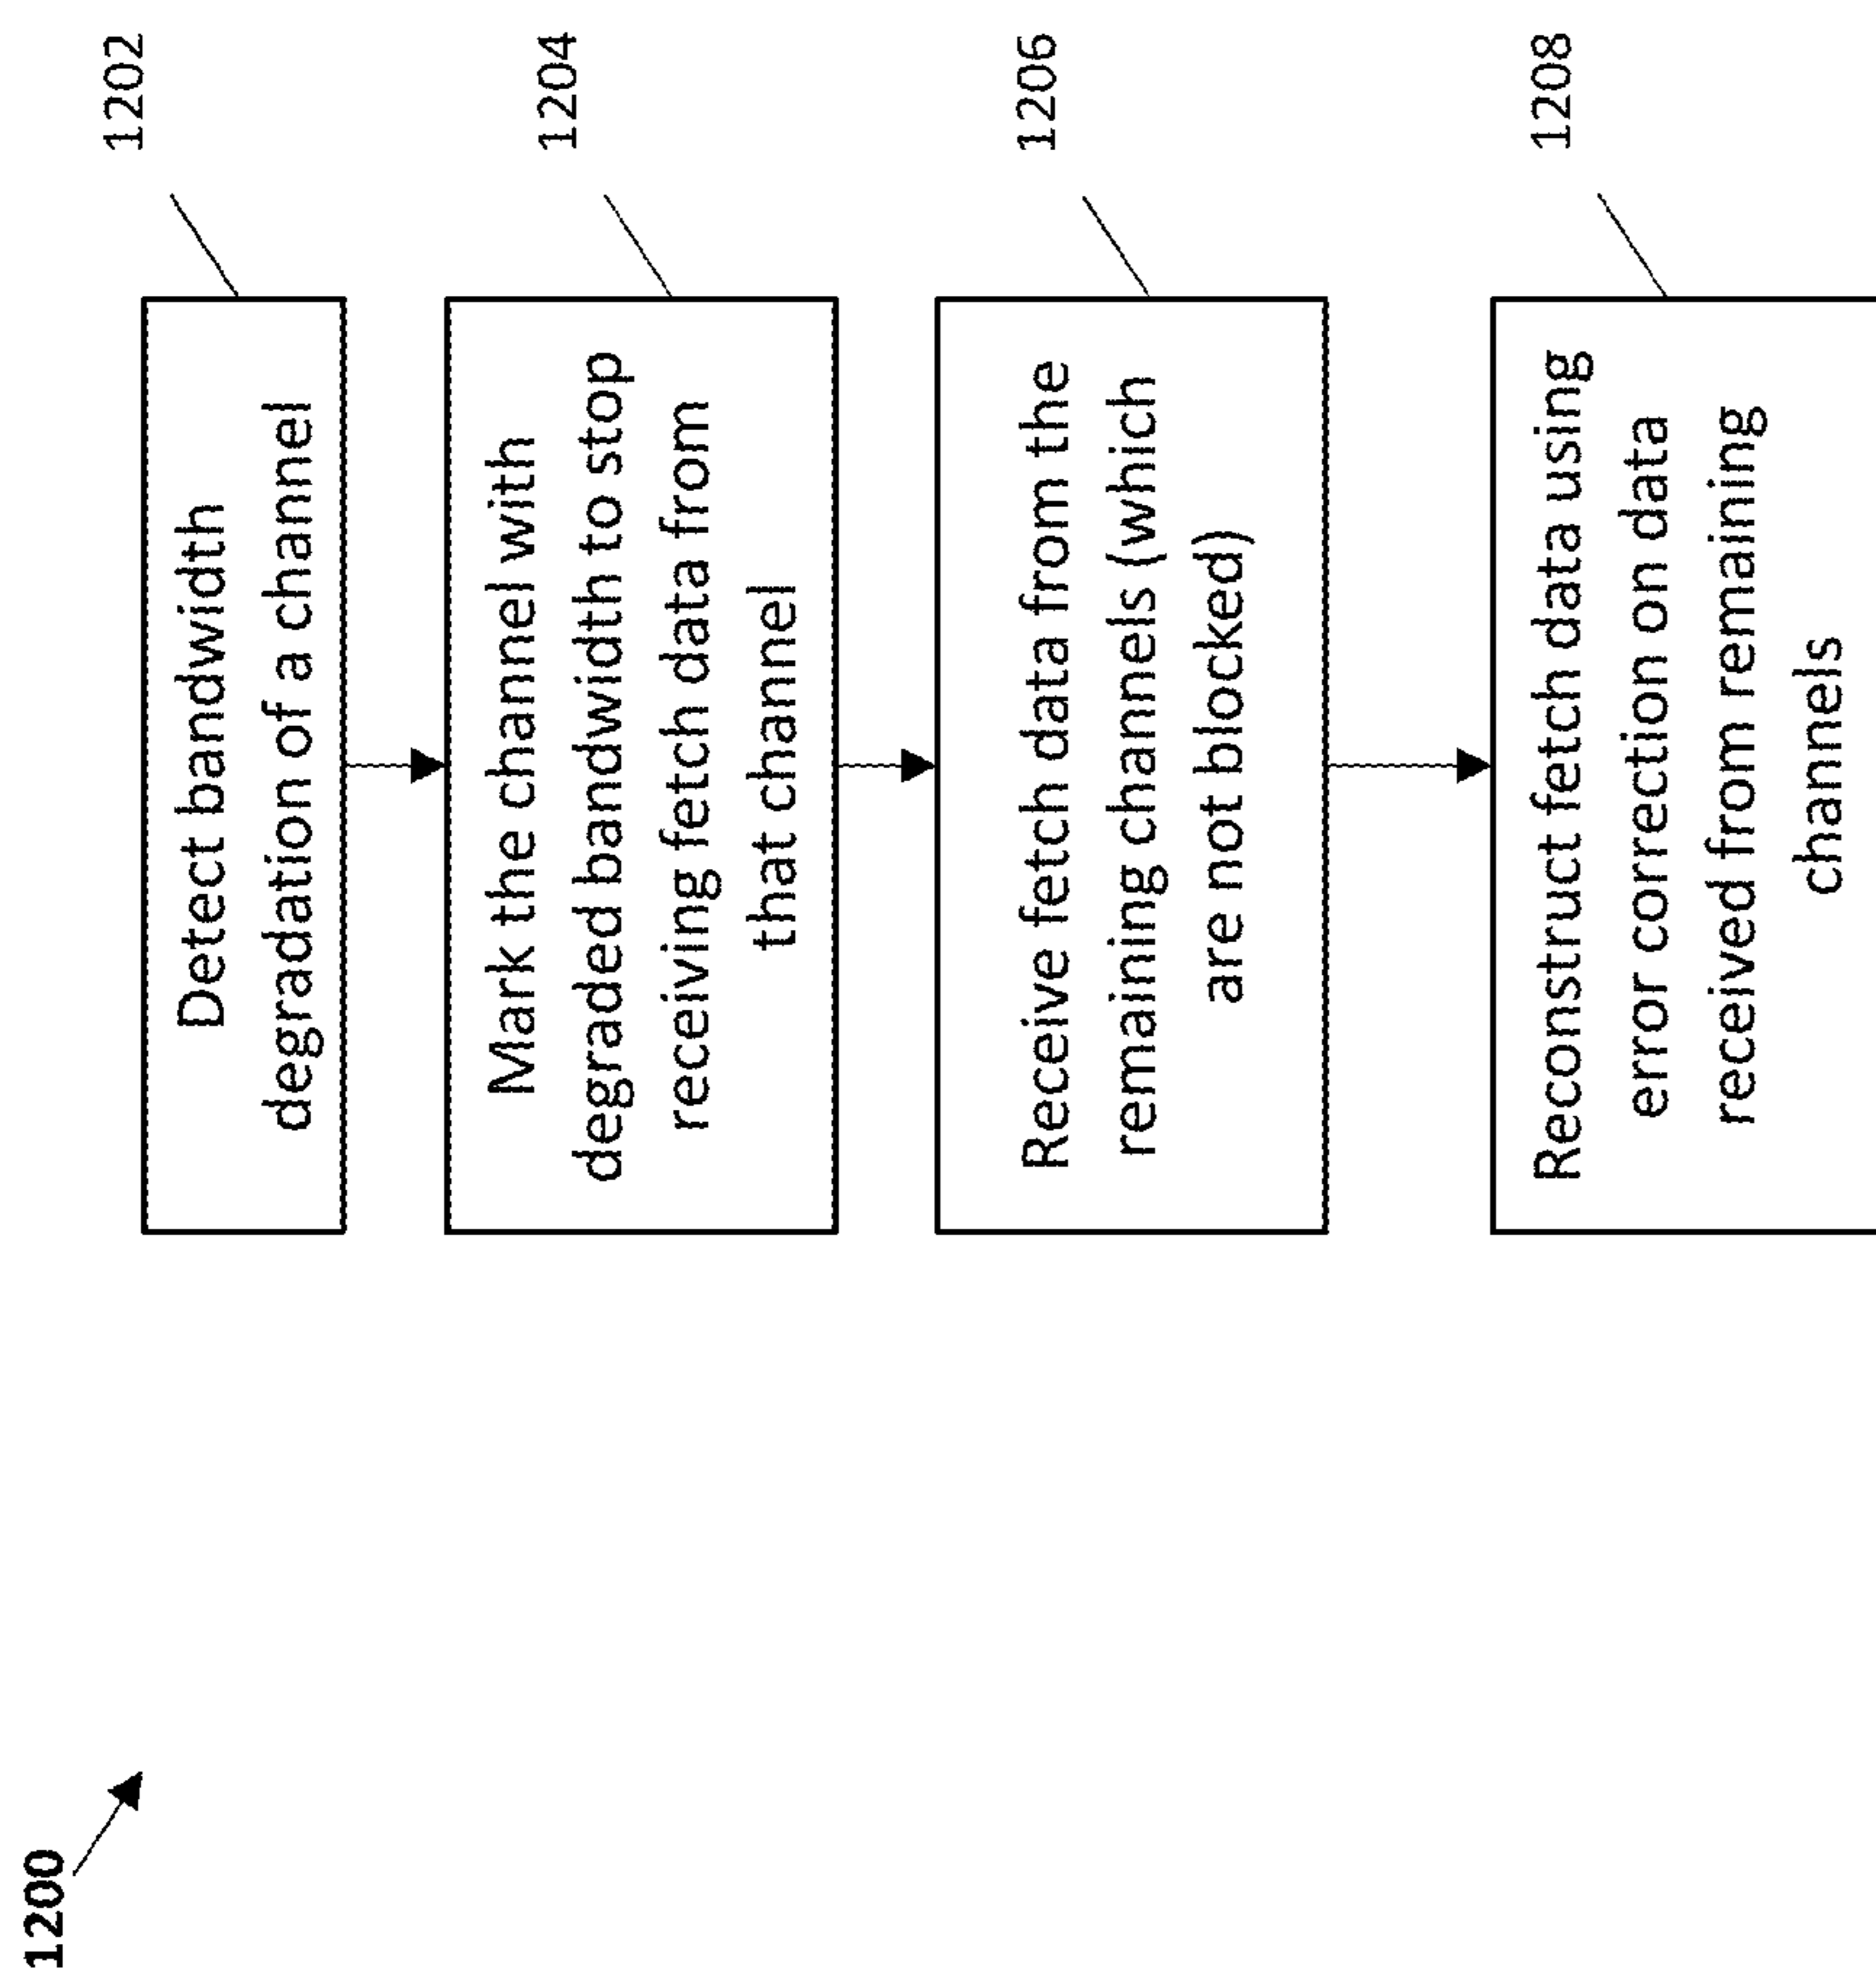 1200
Detect bandwidth
degradation of a channel
1202
Mark the channel with
degraded bandwidth to stop
receiving fetch data from
that channel
1204
Receive fetch data from the
remaining channels (which
are not blocked)
1206
Reconstruct fetch data using
error correction on data
received from remaining
channels
1208